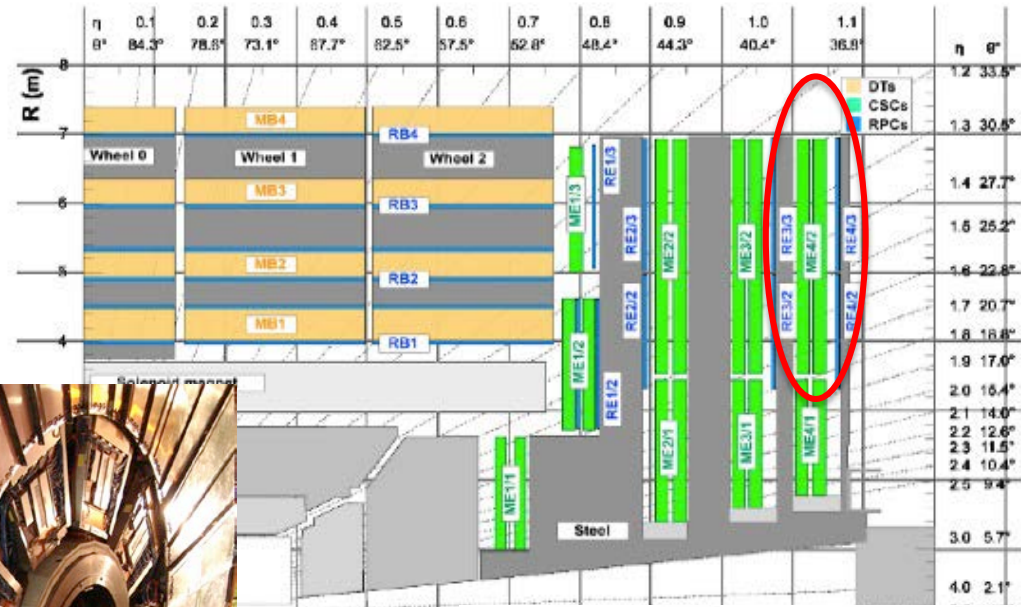 η 0.1 0.2 0.3 0.4 0.5 0.6 0.7 0.8 0.9 1.0 1.1
θ° 84.3° 78.6° 73.1° 67.7° 62.5° 57.5° 52.8° 48.4° 44.3° 40.4° 36.8° η θ°
R (m)
8
7
6
5
4
1.2 33.5°
1.3 30.5°
1.4 27.7°
1.5 25.2°
1.6 22.8°
1.7 20.7°
1.8 18.8°
1.9 17.0°
2.0 15.4°
2.1 14.0°
2.2 12.6°
2.3 11.5°
2.4 10.4°
2.5 9.4°
3.0 5.7°
4.0 2.1°
DTs
CSCs
RPCs
MB4
RB4
Wheel 0 Wheel 1 Wheel 2
MB3
RB3
MB2
RB2
MB1
RB1
Solenoid magnet
ME1/3
RE1/3
RE2/3
ME2/2
ME3/2
RE3/3
ME4/2
RE4/3
RE2/2
RE3/2
RE4/2
ME1/2
RE1/2
ME2/1
ME3/1
ME4/1
ME1/1
Steel